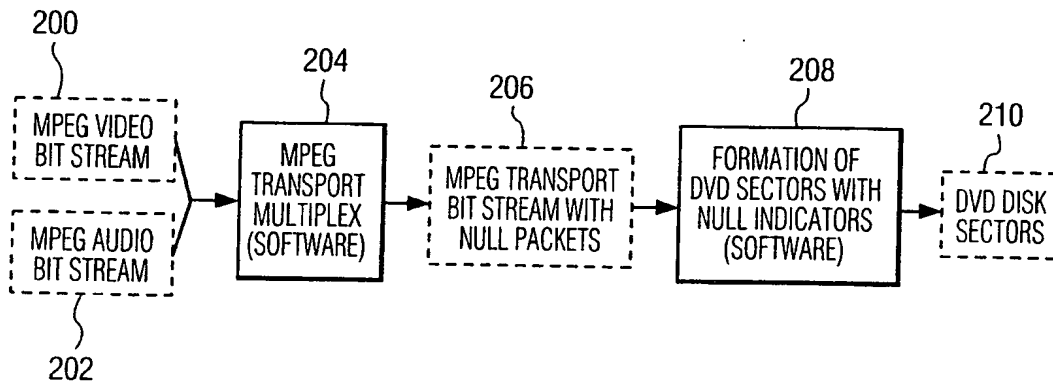 200
MPEG VIDEO
BIT STREAM
MPEG AUDIO
BIT STREAM
202
204
MPEG
TRANSPORT
MULTIPLEX
(SOFTWARE)
206
MPEG TRANSPORT
BIT STREAM WITH
NULL PACKETS
208
FORMATION OF
DVD SECTORS WITH
NULL INDICATORS
(SOFTWARE)
210
DVD DISK
SECTORS